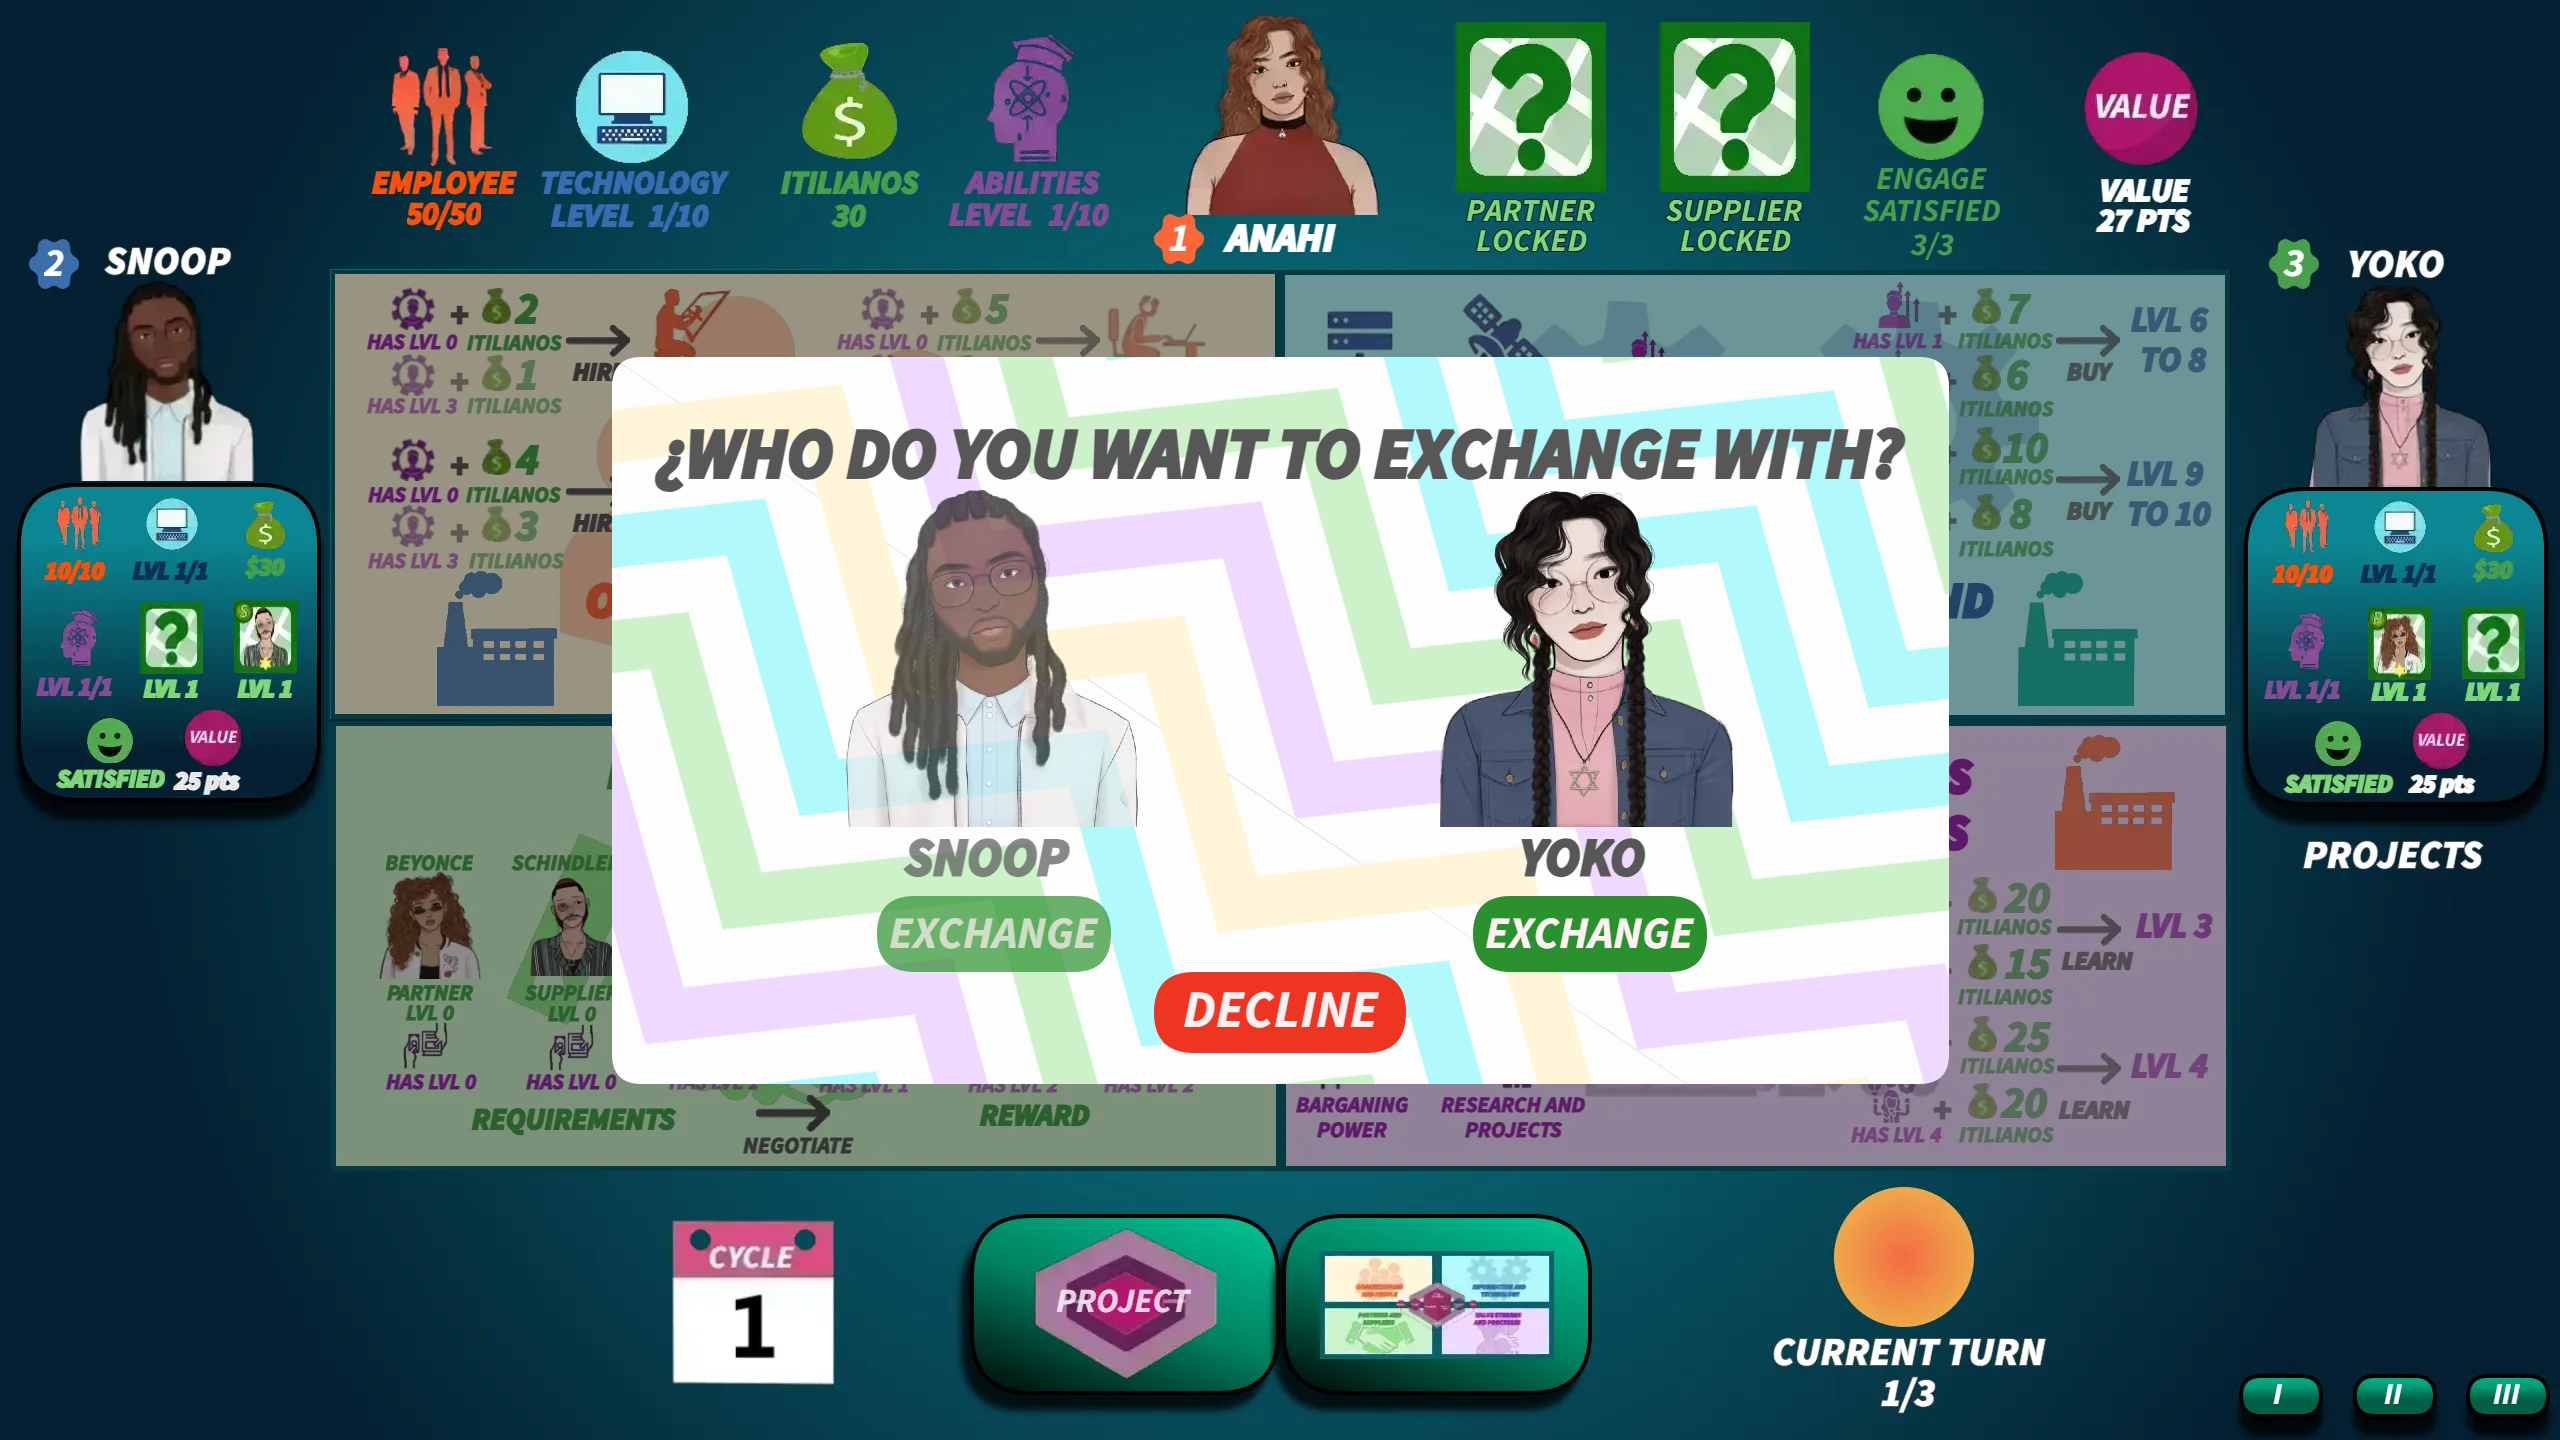 EMPLOYEE
50/50
TECHNOLOGY
LEVEL 1/10
ITILIANOS
30
ABILITIES
LEVEL 1/10
1 ANAHI
PARTNER
LOCKED
SUPPLIER
LOCKED
ENGAGE
SATISFIED
3/3
VALUE
VALUE
27 PTS
2 SNOOP
10/10 LVL 1/1 $30
LVL 1/1 LVL 1 LVL 1
VALUE
SATISFIED 25 pts
3 YOKO
10/10 LVL 1/1 $30
LVL 1/1 LVL 1 LVL 1
VALUE
SATISFIED 25 pts
PROJECTS
+ 2
HAS LVL 0 ITILIANOS
+ 1
HAS LVL 3 ITILIANOS
+ 4
HAS LVL 0 ITILIANOS
+ 3
HAS LVL 3 ITILIANOS
+ 5
HAS LVL 0 ITILIANOS
+ 7
HAS LVL 1 ITILIANOS
6
ITILIANOS
BUY
LVL 6
TO 8
10
ITILIANOS
8
ITILIANOS
BUY
LVL 9
TO 10
¿WHO DO YOU WANT TO EXCHANGE WITH?
SNOOP
EXCHANGE
YOKO
EXCHANGE
DECLINE
BEYONCE
PARTNER
LVL 0
HAS LVL 0
SCHINDLE
SUPPLIER
LVL 0
HAS LVL 0
HAS LVL 1 HAS LVL 1 HAS LVL 2 HAS LVL 2
REQUIREMENTS
NEGOTIATE
REWARD
BARGANING
POWER
RESEARCH AND
PROJECTS
20
ITILIANOS
15
ITILIANOS
LEARN
LVL 3
25
ITILIANOS
LVL 4
+ 20
HAS LVL 4 ITILIANOS
LEARN
CYCLE
1
PROJECT
CURRENT TURN
1/3
I II III